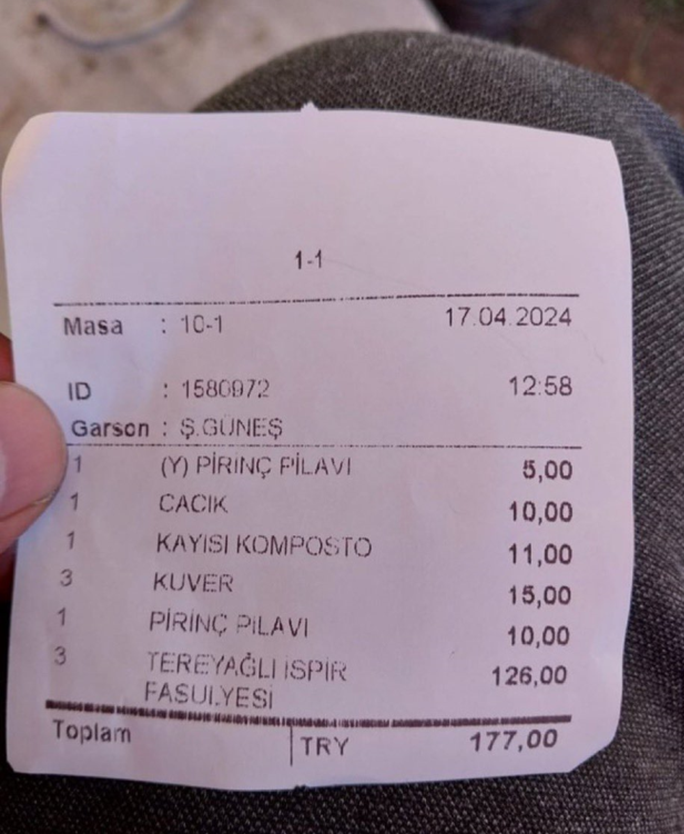 1-1
Masa : 10-1 17.04.2024
ID : 1580972 12:58
Garson : Ş.GÜNEŞ
1 (Y) PİRİNÇ PİLAVI 5,00
1 CACIK 10,00
1 KAYISI KOMPOSTO 11,00
3 KUVER 15,00
1 PİRİNÇ PİLAVI 10,00
3 TEREYAĞLI İSPİR 126,00
FASULYESİ
Toplam TRY 177,00